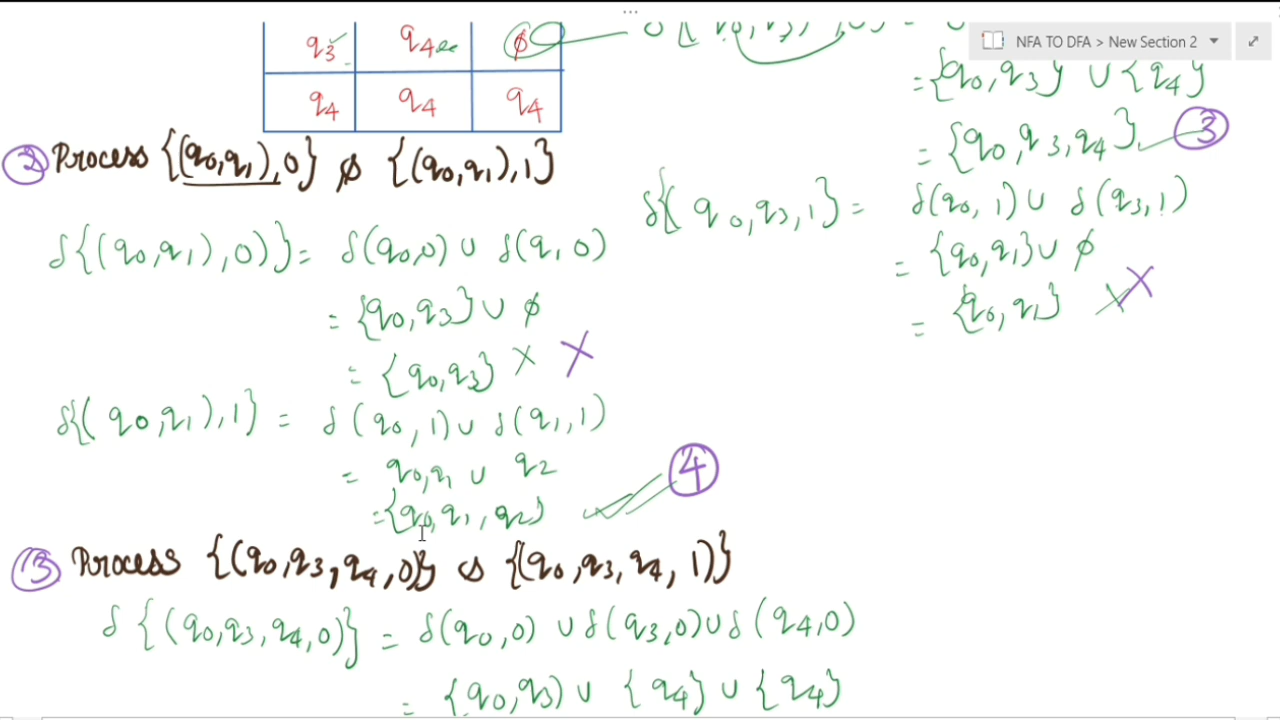 NFA TO DFA > New Section 2
q3 q4 φ
q4 q4 q4
= {q0, q3} ∪ {q4}
= {q0, q3, q4} ③
② Process {(q0,q1),0} & {(q0,q1),1}
δ{(q0,q3,1} = δ(q0, 1) ∪ δ(q3,1)
= {q0,q1} ∪ φ
= {q0,q1} X X
δ{(q0,q1),0)} = δ(q0,0) ∪ δ(q1,0)
= {q0,q3} ∪ φ
= {q0,q3} X X
δ{(q0,q1),1} = δ(q0,1) ∪ δ(q1,1)
= q0,q1 ∪ q2
= {q0,q1,q2} ④
Process {(q0,q3,q4,0)} & {(q0,q3,q4,1)}
δ{(q0,q3,q4,0)} = δ(q0,0) ∪ δ(q3,0) ∪ δ(q4,0)
= {q0,q3} ∪ {q4} ∪ {q4}